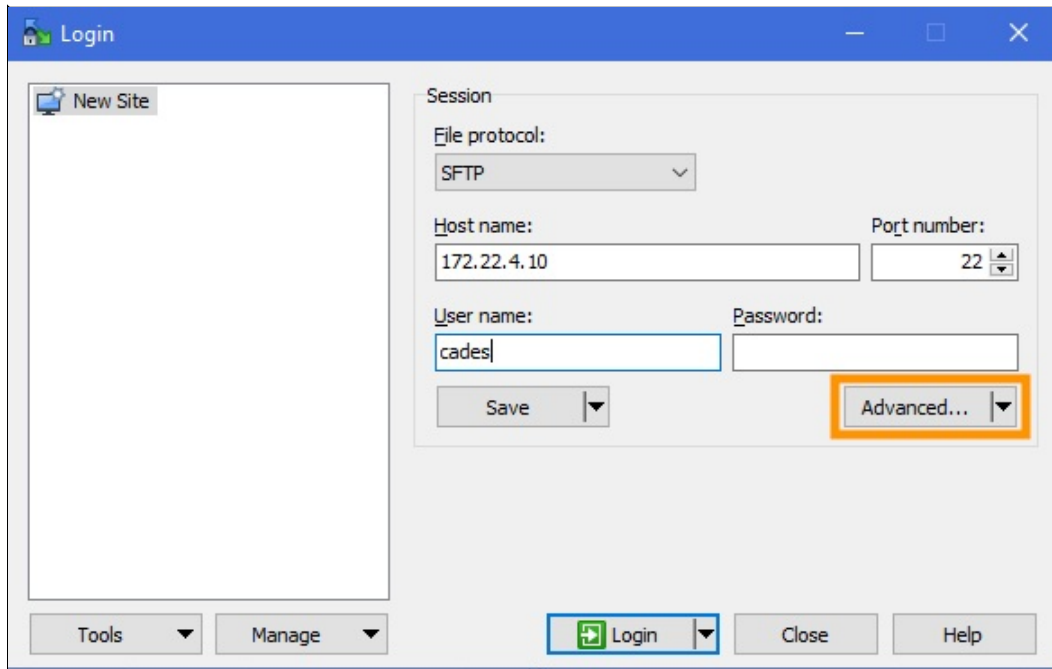 Login
New Site
Session
File protocol:
SFTP
Host name:
Port number:
172.22.4.10
22
User name:
Password:
cades
Save
Advanced...
Tools
Manage
Login
Close
Help